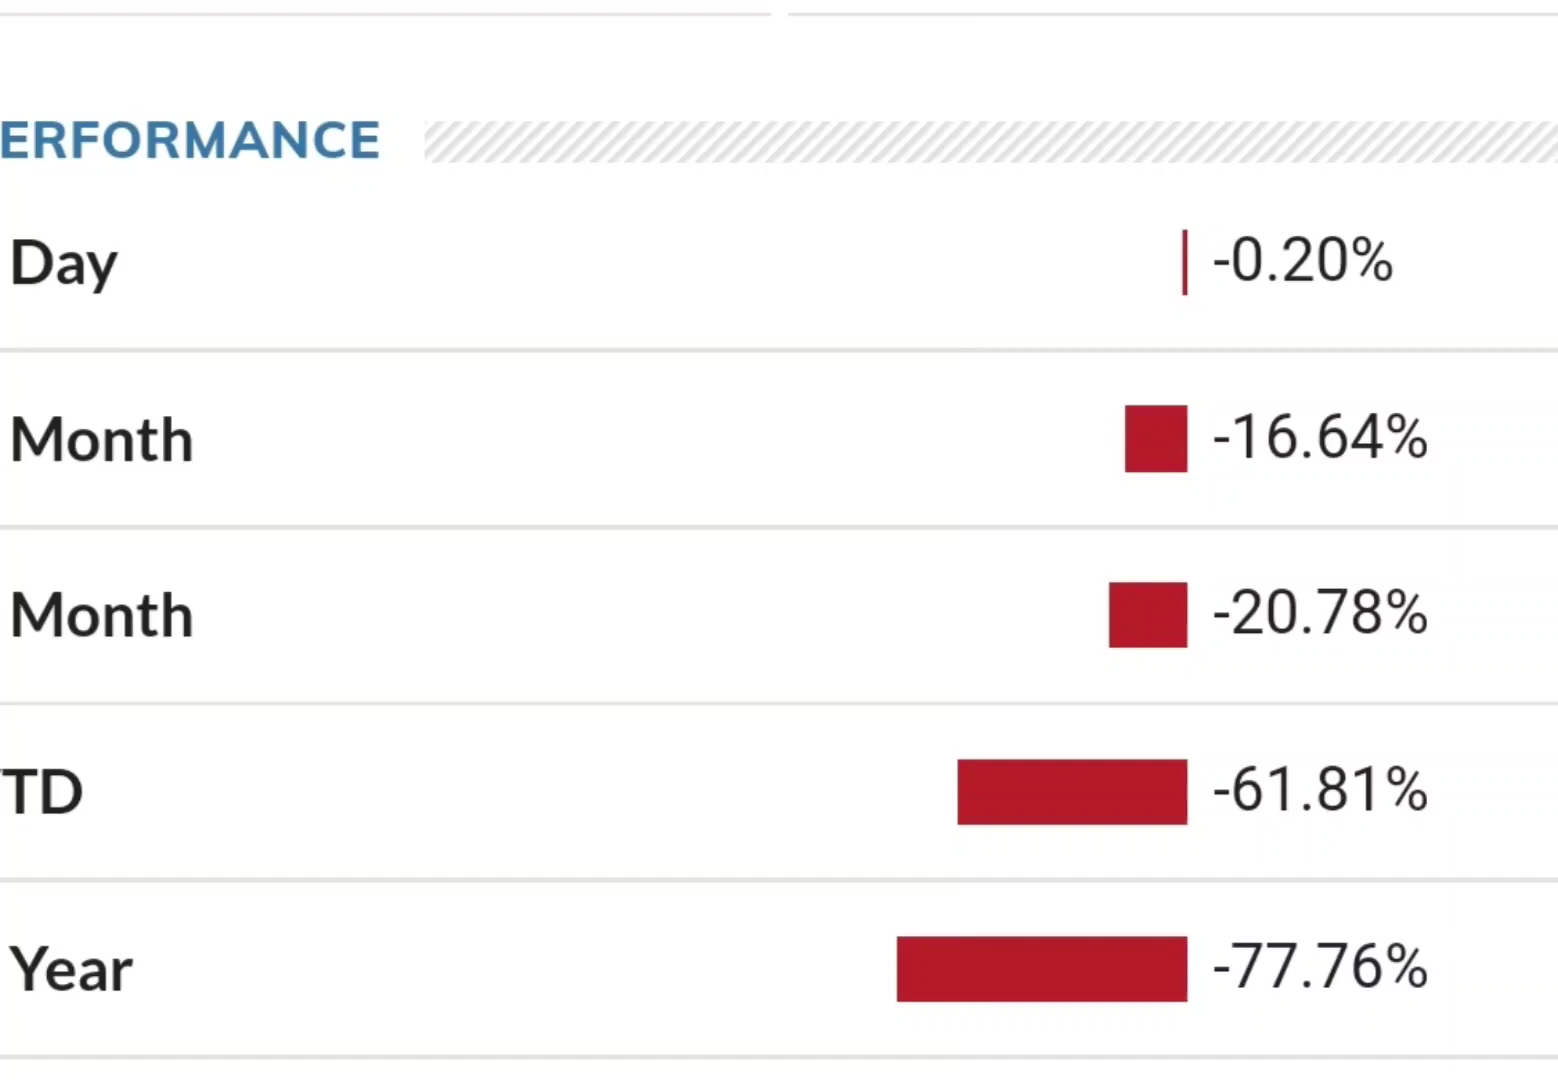 ERFORMANCE
Day -0.20%
Month -16.64%
Month -20.78%
TD -61.81%
Year -77.76%